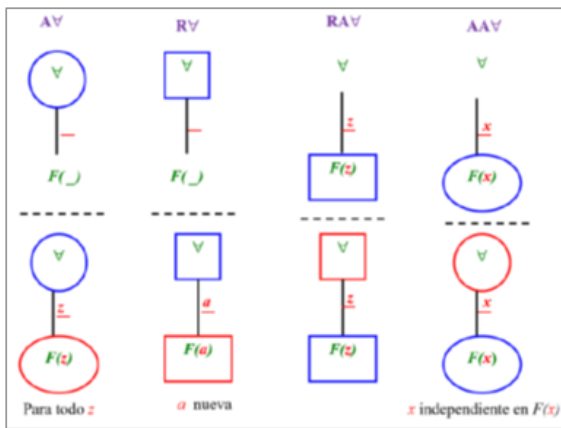 A∀ R∀ RA∀ AA∀
∀ ∀ ∀ ∀
_ _ z x
F(_) F(_) F(z) F(x)
∀ ∀ ∀ ∀
z a z x
F(z) F(a) F(z) F(x)
Para todo z a nueva x independiente en F(x)